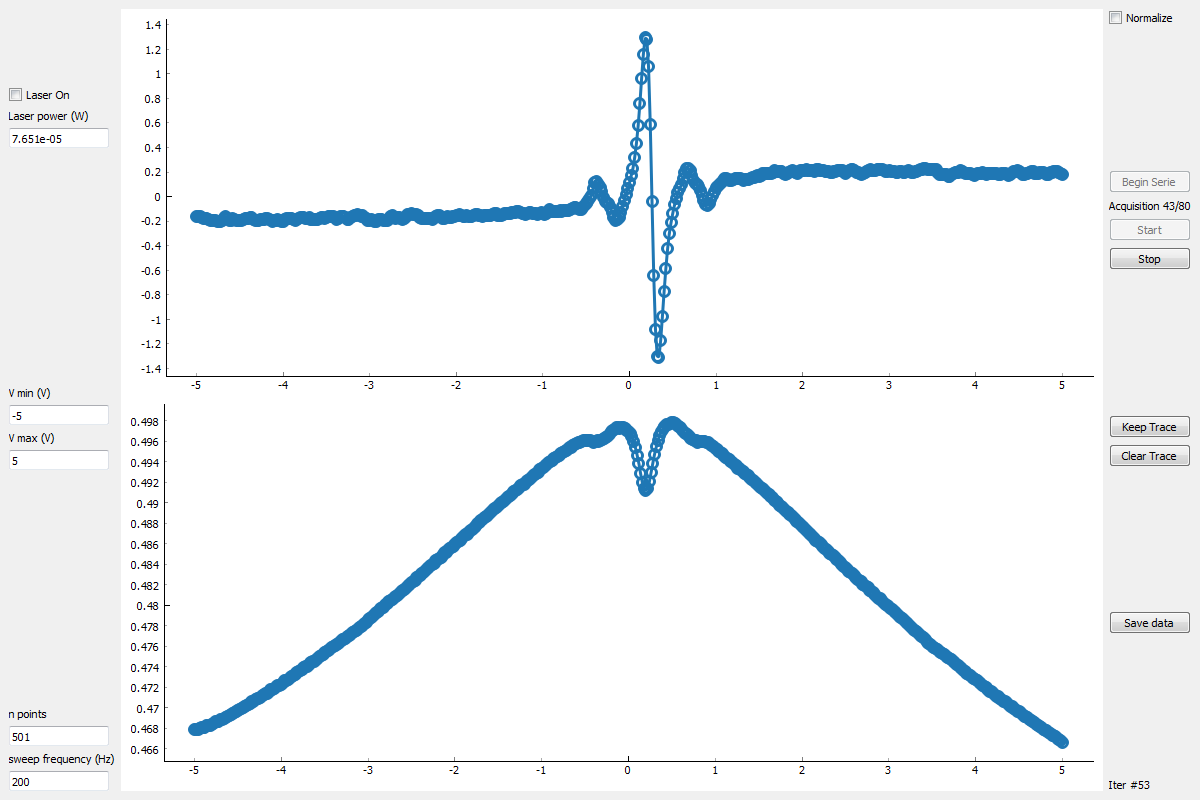 Normalize
Laser On
Laser power (W)
7.651e-05
Begin Serie
Acquisition 43/80
Start
Stop
1.4
1.2
1
0.8
0.6
0.4
0.2
0
-0.2
-0.4
-0.6
-0.8
-1
-1.2
-1.4
-5 -4 -3 -2 -1 0 1 2 3 4 5
V min (V)
-5
V max (V)
5
Keep Trace
Clear Trace
0.498
0.496
0.494
0.492
0.49
0.488
0.486
0.484
0.482
0.48
0.478
0.476
0.474
0.472
0.47
0.468
0.466
-5 -4 -3 -2 -1 0 1 2 3 4 5
Save data
n points
501
sweep frequency (Hz)
200
Iter #53